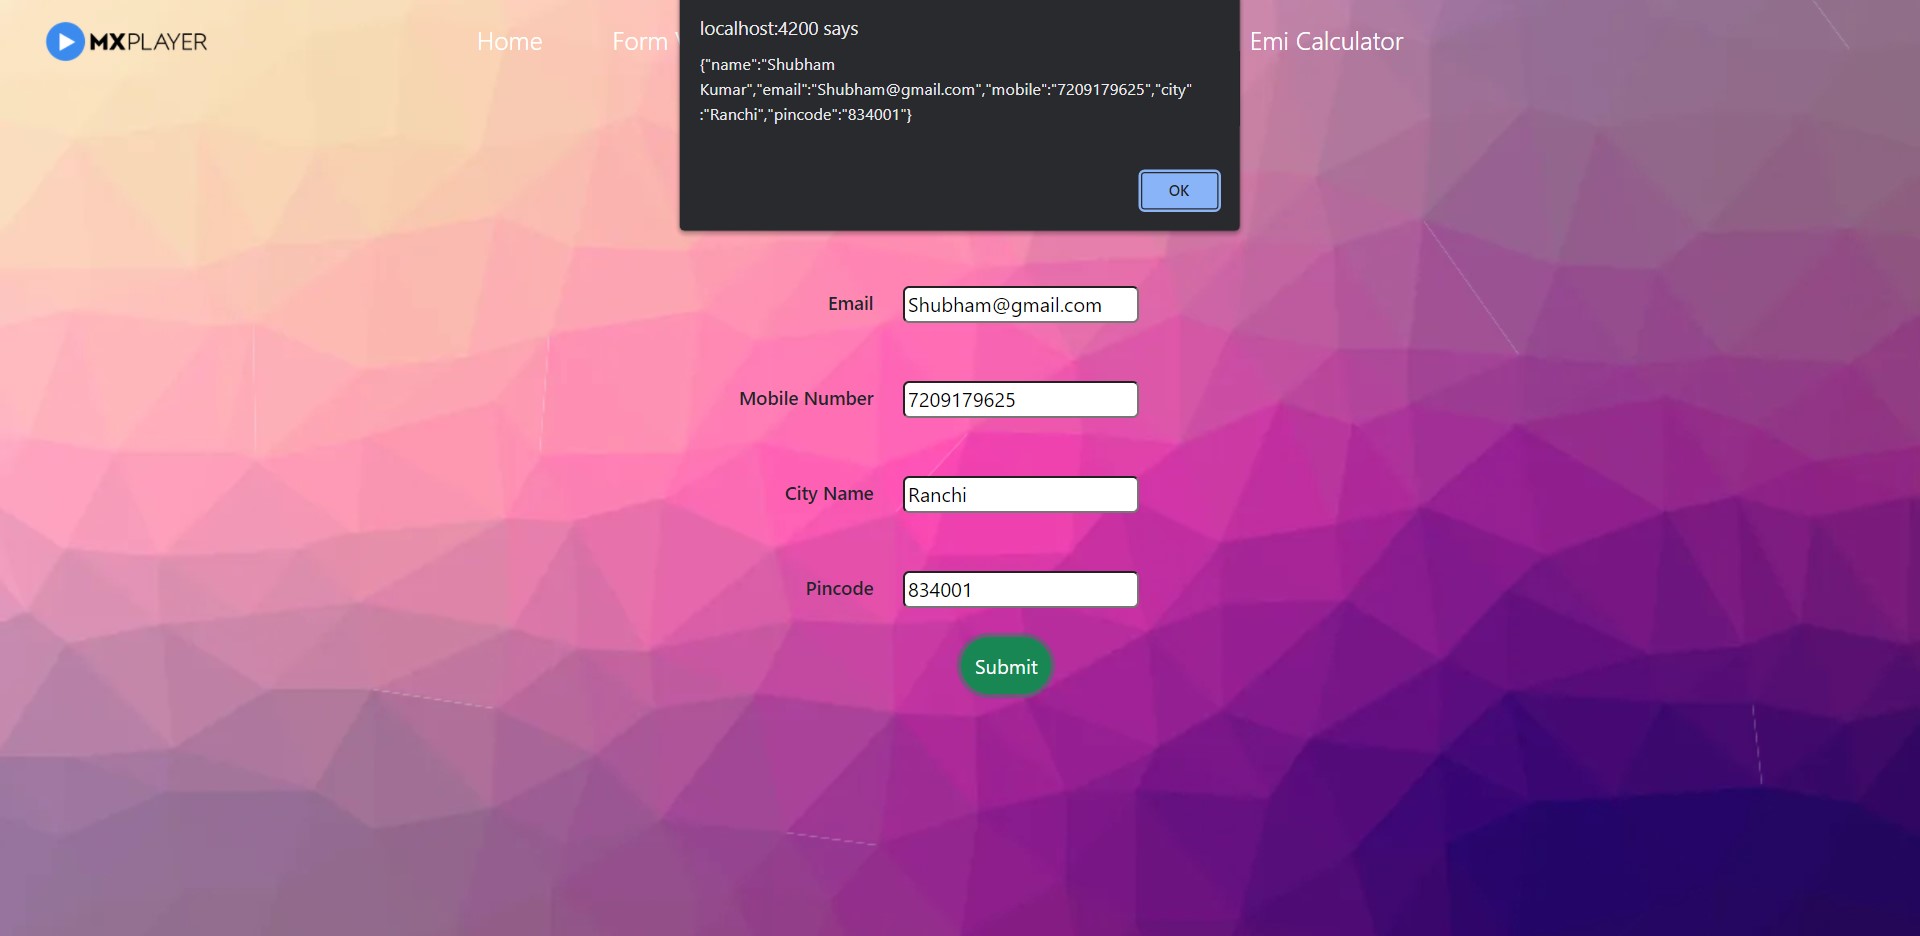 MXPLAYER
Home
Form
Emi Calculator
localhost:4200 says
{"name":"Shubham
Kumar","email":"Shubham@gmail.com","mobile":"7209179625","city"
:"Ranchi","pincode":"834001"}
OK
Email
Shubham@gmail.com
Mobile Number
7209179625
City Name
Ranchi
Pincode
834001
Submit